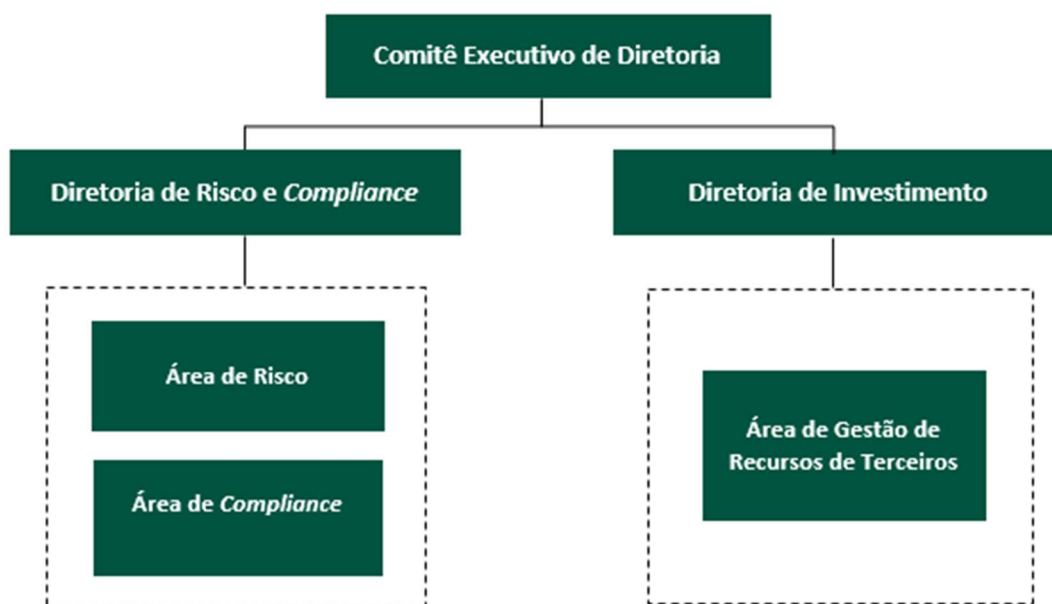 Comitê Executivo de Diretoria
Diretoria de Risco e Compliance
Diretoria de Investimento
Área de Risco
Área de Compliance
Área de Gestão de
Recursos de Terceiros